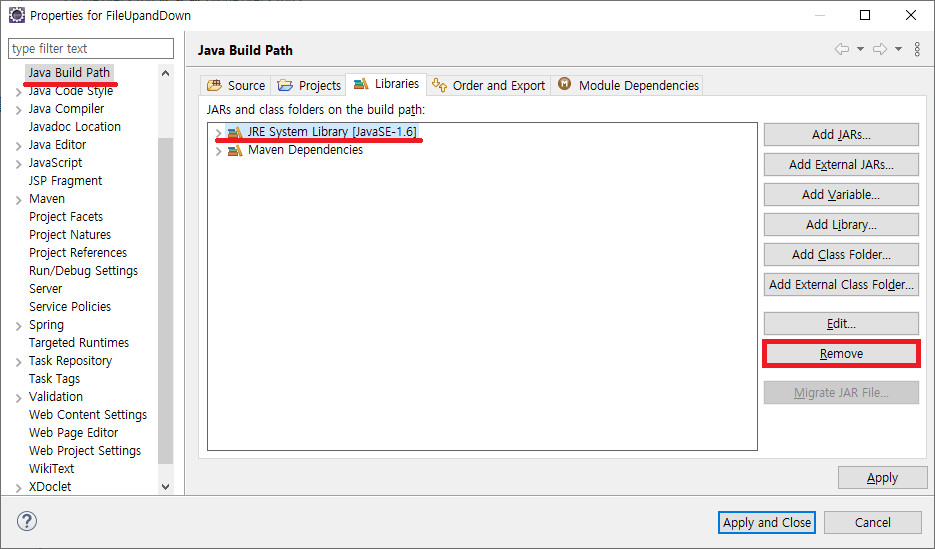 Properties for FileUpandDown
type filter text
Java Build Path
Java Code Style
Java Compiler
Javadoc Location
Java Editor
JavaScript
JSP Fragment
Maven
Project Facets
Project Natures
Project References
Run/Debug Settings
Server
Service Policies
Spring
Targeted Runtimes
Task Repository
Task Tags
Validation
Web Content Settings
Web Page Editor
Web Project Settings
WikiText
XDoclet
Java Build Path
Source Projects Libraries Order and Export Module Dependencies
JARs and class folders on the build path:
JRE System Library [JavaSE-1.6]
Maven Dependencies
Add JARs...
Add External JARs...
Add Variable...
Add Library...
Add Class Folder...
Add External Class Folder...
Edit...
Remove
Migrate JAR File...
Apply
Apply and Close Cancel